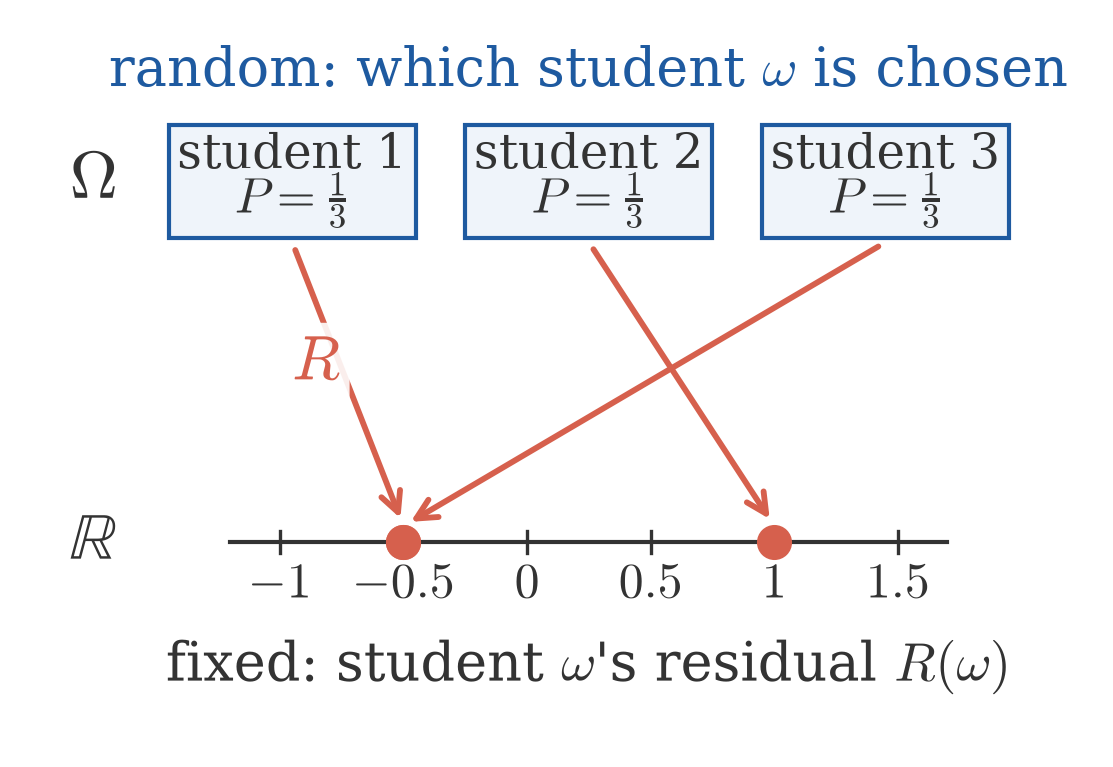 random: which student ω is chosen
Ω
student 1
P = 1/3
student 2
P = 1/3
student 3
P = 1/3
R
ℝ
−1 −0.5 0 0.5 1 1.5
fixed: student ω's residual R(ω)